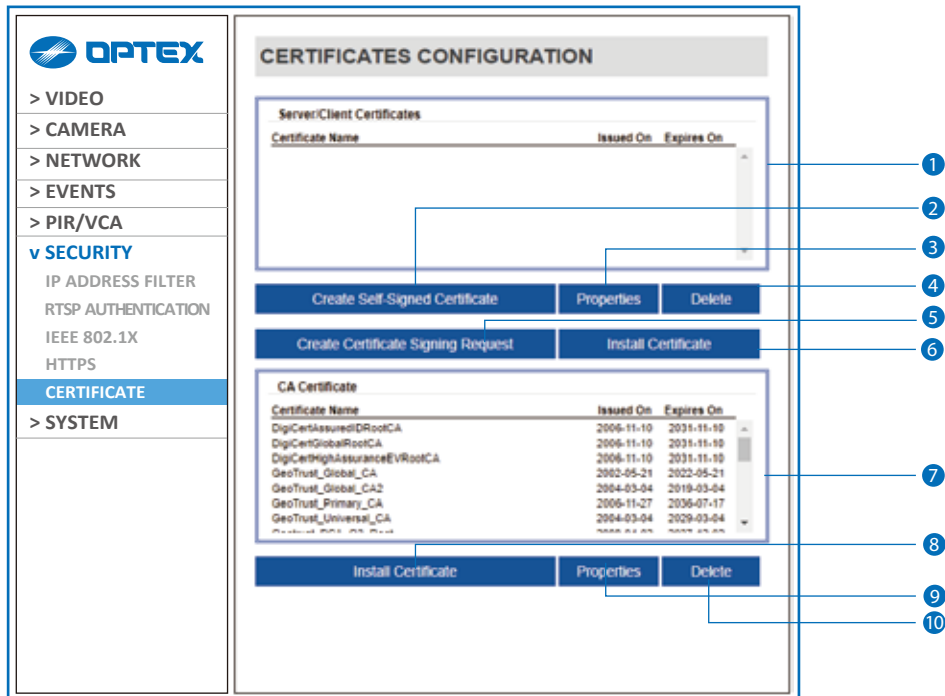 OPTEX
> VIDEO
> CAMERA
> NETWORK
> EVENTS
> PIR/VCA
v SECURITY
IP ADDRESS FILTER
RTSP AUTHENTICATION
IEEE 802.1X
HTTPS
CERTIFICATE
> SYSTEM
CERTIFICATES CONFIGURATION
Server/Client Certificates
Certificate Name Issued On Expires On
1
2
3
Create Self-Signed Certificate Properties Delete
4
5
Create Certificate Signing Request Install Certificate
6
CA Certificate
Certificate Name Issued On Expires On
DigiCertAssuredIDRootCA 2006-11-10 2031-11-10
DigiCertGlobalRootCA 2006-11-10 2031-11-10
DigiCertHighAssuranceEVRootCA 2006-11-10 2031-11-10
GeoTrust_Global_CA 2002-05-21 2022-05-21
GeoTrust_Global_CA2 2004-03-04 2019-03-04
GeoTrust_Primary_CA 2006-11-27 2036-07-17
GeoTrust_Universal_CA 2004-03-04 2029-03-04
7
8
Install Certificate Properties Delete
9
10